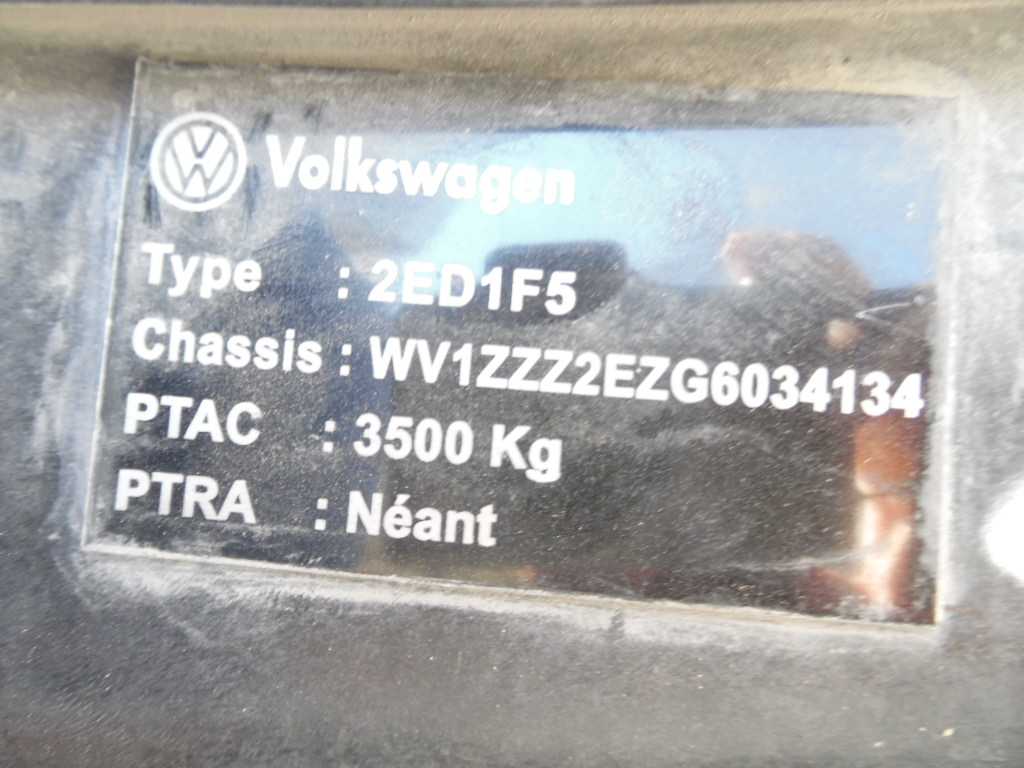 Volkswagen
Type : 2ED1F5
Chassis : WV1ZZZ2EZG6034134
PTAC : 3500 Kg
PTRA : Néant